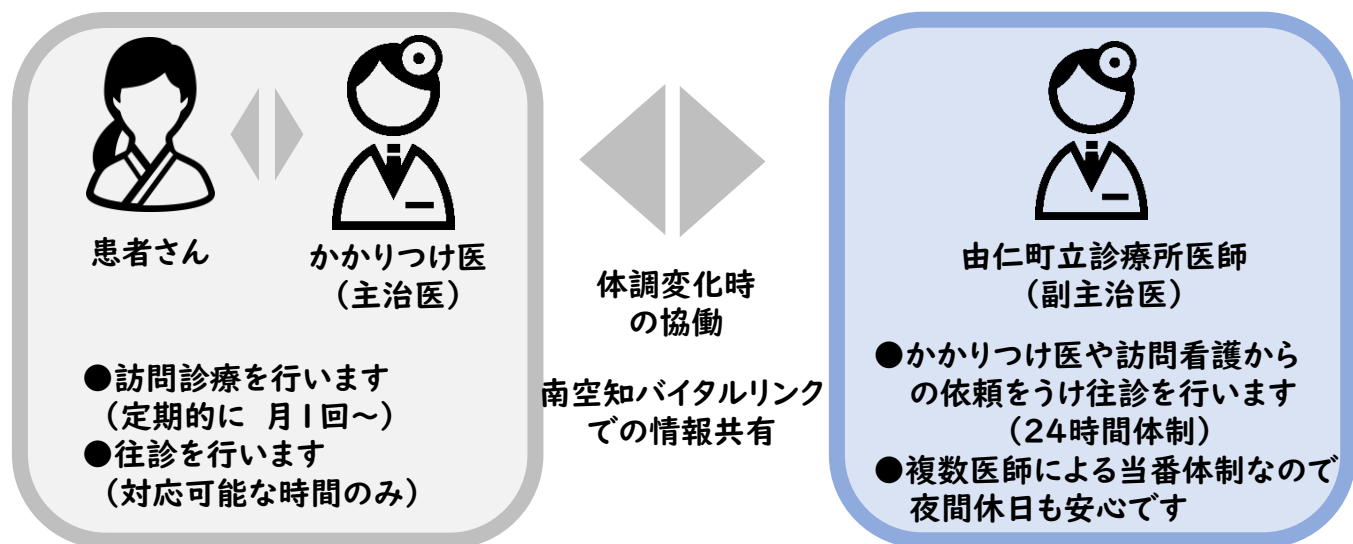 患者さん
かかりつけ医
（主治医）
●訪問診療を行います
（定期的に 月1回～）
●往診を行います
（対応可能な時間のみ）
体調変化時
の協働
南空知バイタルリンク
での情報共有
由仁町立診療所医師
（副主治医）
●かかりつけ医や訪問看護から
の依頼をうけ往診を行います
（24時間体制）
●複数医師による当番体制なので
夜間休日も安心です